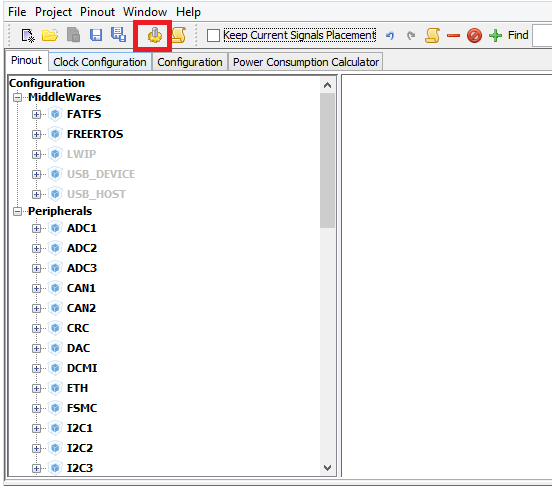 File Project Pinout Window Help
Keep Current Signals Placement Find
Pinout Clock Configuration Configuration Power Consumption Calculator
Configuration
MiddleWares
FATFS
FREERTOS
LWIP
USB_DEVICE
USB_HOST
Peripherals
ADC1
ADC2
ADC3
CAN1
CAN2
CRC
DAC
DCMI
ETH
FSMC
I2C1
I2C2
I2C3